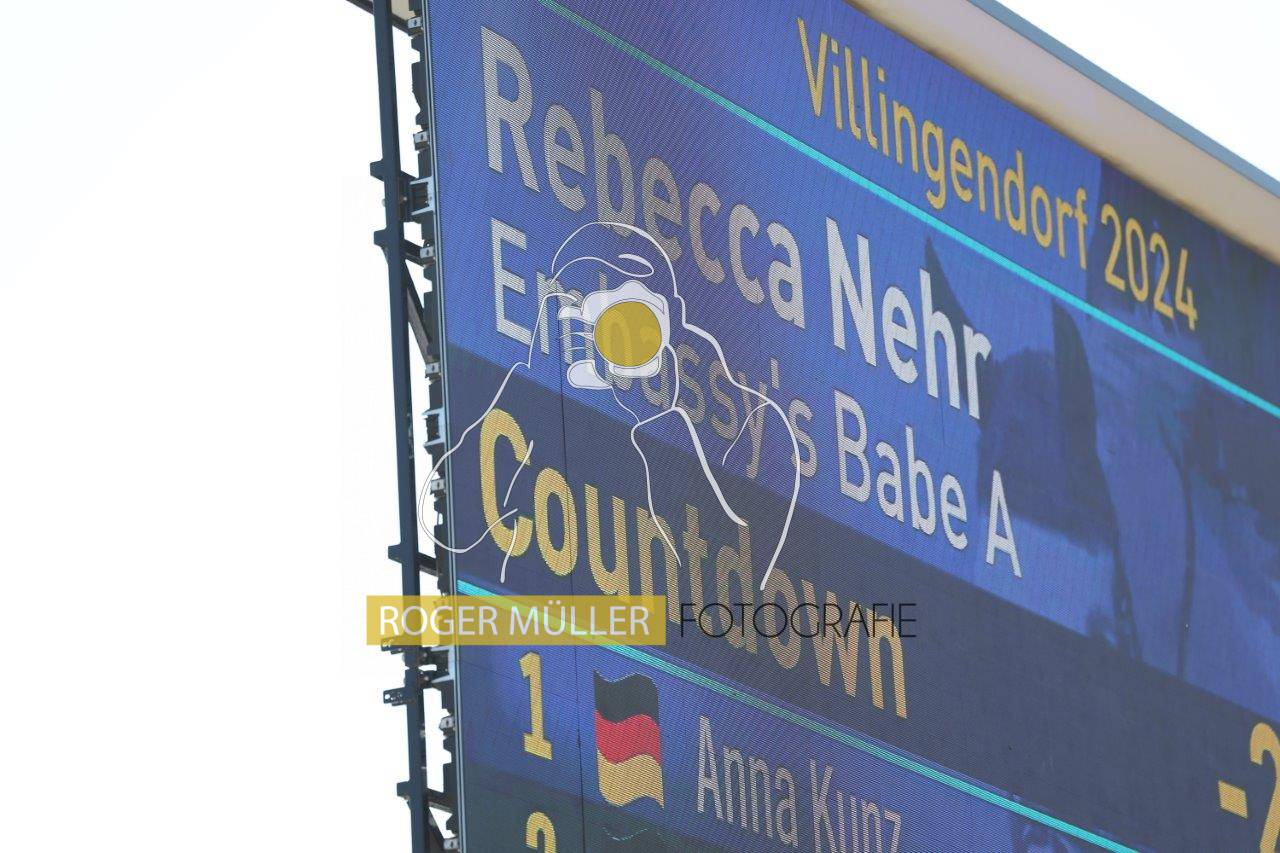 Villingendorf 2024
Rebecca Nehr
Embassy's Babe A
Countdown
ROGER MÜLLER FOTOGRAFIE
1 Anna Kunz